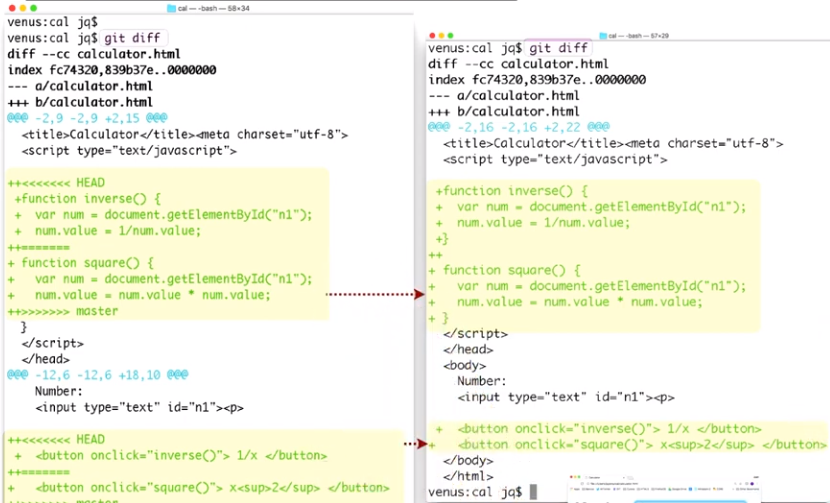 cal — -bash — 58×34
venus:cal jq$
venus:cal jq$ git diff
diff --cc calculator.html
index fc74320,839b37e..0000000
--- a/calculator.html
+++ b/calculator.html
@@@ -2,9 -2,9 +2,15 @@@
  <title>Calculator</title><meta charset="utf-8">
  <script type="text/javascript">
++<<<<<<< HEAD
 +function inverse() {
 +  var num = document.getElementById("n1");
 +  num.value = 1/num.value;
++=======
+ function square() {
+   var num = document.getElementById("n1");
+   num.value = num.value * num.value;
++>>>>>>> master
  }
  </script>
  </head>
@@@ -12,6 -12,6 +18,10 @@@
    Number:
    <input type="text" id="n1"><p>
++<<<<<<< HEAD
 +  <button onclick="inverse()"> 1/x </button>
++=======
+   <button onclick="square()"> x<sup>2</sup> </button>
++>>>>>>> master
cal — -bash — 57×29
venus:cal jq$ git diff
diff --cc calculator.html
index fc74320,839b37e..0000000
--- a/calculator.html
+++ b/calculator.html
@@@ -2,16 -2,16 +2,22 @@@
  <title>Calculator</title><meta charset="utf-8">
  <script type="text/javascript">
 +function inverse() {
 +  var num = document.getElementById("n1");
 +  num.value = 1/num.value;
 +}
++
+ function square() {
+   var num = document.getElementById("n1");
+   num.value = num.value * num.value;
+ }
  </script>
  </head>
  <body>
    Number:
    <input type="text" id="n1"><p>
 +  <button onclick="inverse()"> 1/x </button>
+   <button onclick="square()"> x<sup>2</sup> </button>
  </body>
  </html>
venus:cal jq$